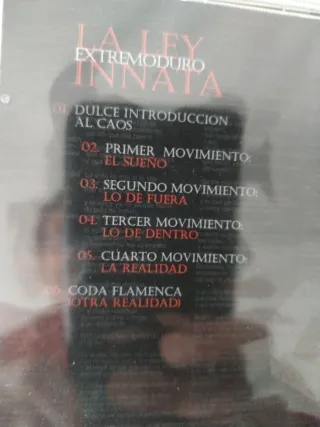 LA LEY
EXTREMODURO
INNATA
01. DULCE INTRODUCCION
AL CAOS
02. PRIMER MOVIMIENTO:
EL SUEÑO
03. SEGUNDO MOVIMIENTO:
LO DE FUERA
04. TERCER MOVIMIENTO:
LO DE DENTRO
05. CUARTO MOVIMIENTO:
LA REALIDAD
06. CODA FLAMENCA
(OTRA REALIDAD)